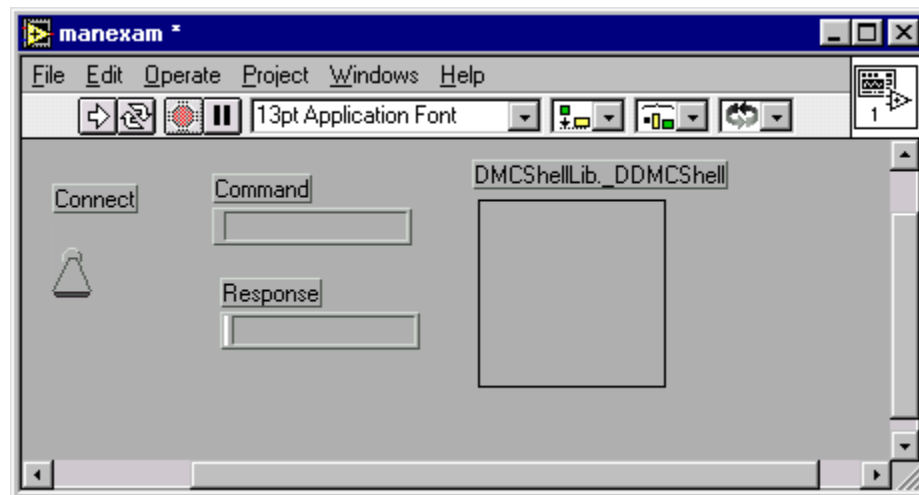 manexam *
File Edit Operate Project Windows Help
13pt Application Font
1
Connect
Command
DMCShellLib._DDMCShell
Response